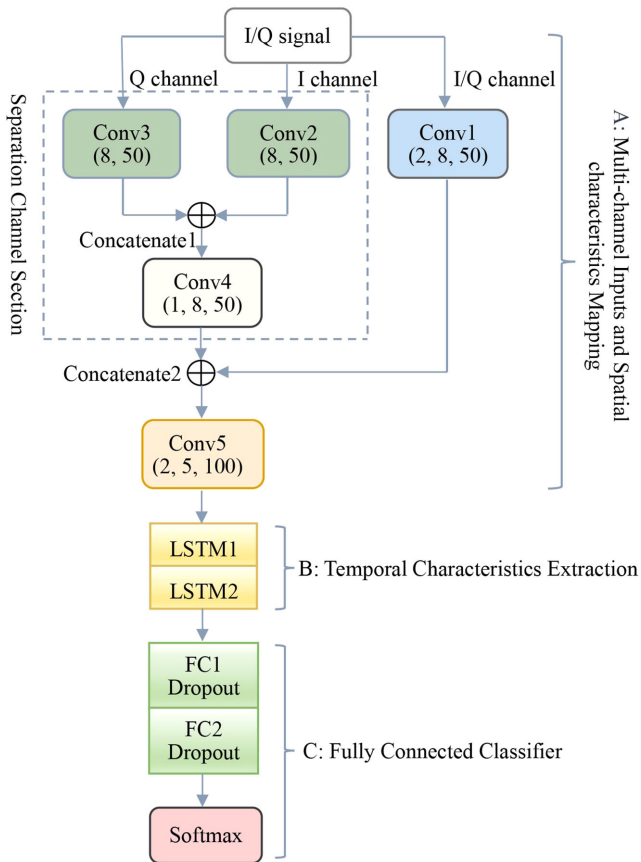 I/Q signal
Q channel
I channel
I/Q channel
Separation Channel Section
Conv3
(8, 50)
Conv2
(8, 50)
Conv1
(2, 8, 50)
Concatenate1
Conv4
(1, 8, 50)
Concatenate2
Conv5
(2, 5, 100)
A: Multi-channel Inputs and Spatial
characteristics Mapping
LSTM1
LSTM2
B: Temporal Characteristics Extraction
FC1
Dropout
FC2
Dropout
C: Fully Connected Classifier
Softmax